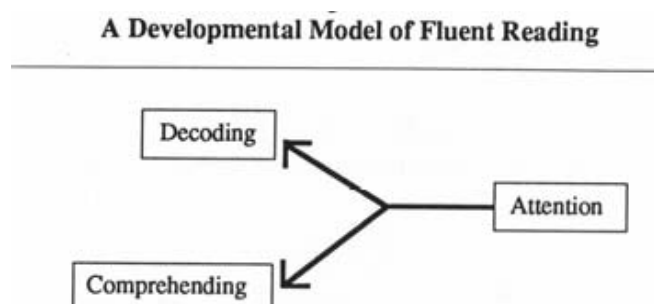 A Developmental Model of Fluent Reading
Decoding
Attention
Comprehending